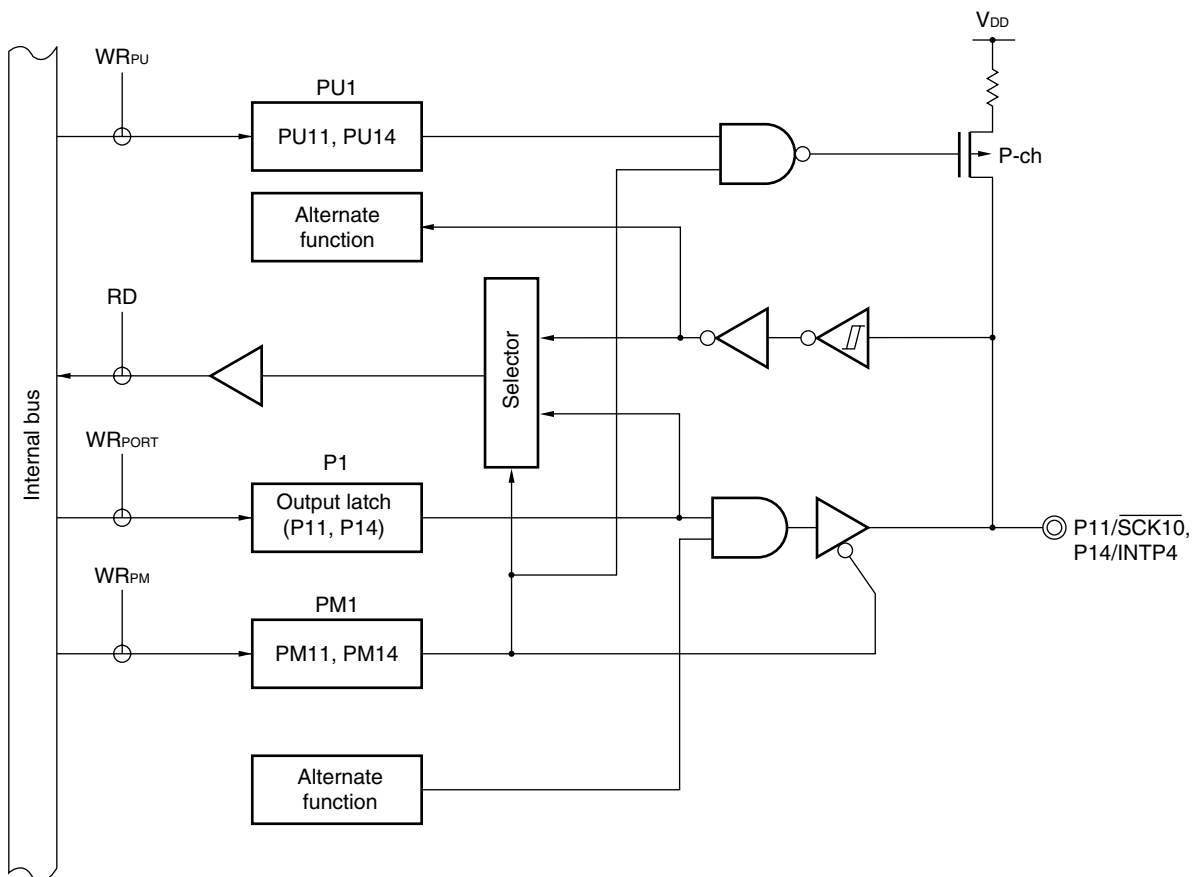 VDD
WRPU
PU1
PU11, PU14
P-ch
Alternate
function
RD
Selector
Internal bus
WRPORT
P1
Output latch
(P11, P14)
P11/SCK10,
P14/INTP4
WRPM
PM1
PM11, PM14
Alternate
function